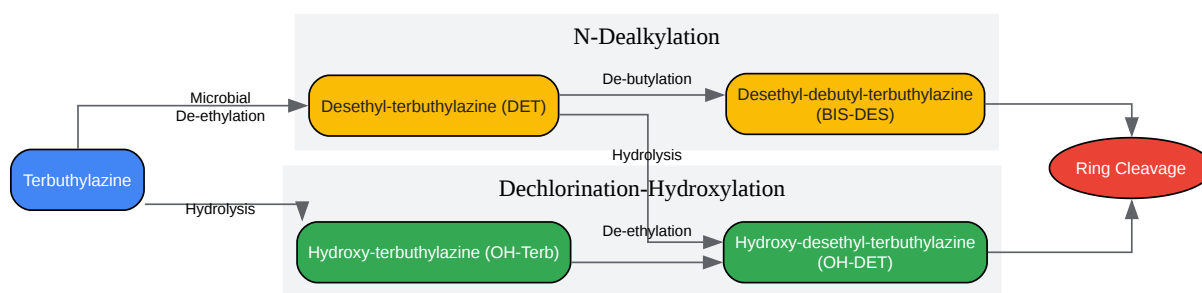 N-Dealkylation
De-butylation
Microbial
De-ethylation
Desethyl-terbuthylazine (DET)
Desethyl-debutyl-terbuthylazine
(BIS-DES)
Hydrolysis
Ring Cleavage
Terbuthylazine
Dechlorination-Hydroxylation
Hydrolysis
De-ethylation
Hydroxy-terbuthylazine (OH-Terb)
Hydroxy-desethyl-terbuthylazine
(OH-DET)